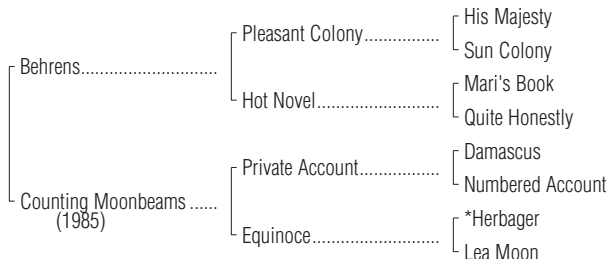 His Majesty
Pleasant Colony.................
Sun Colony
Behrens............................
Mari's Book
Hot Novel...........................
Quite Honestly
Damascus
Private Account..................
Numbered Account
Counting Moonbeams ......
(1985)
*Herbager
Equinoce............................
Lea Moon